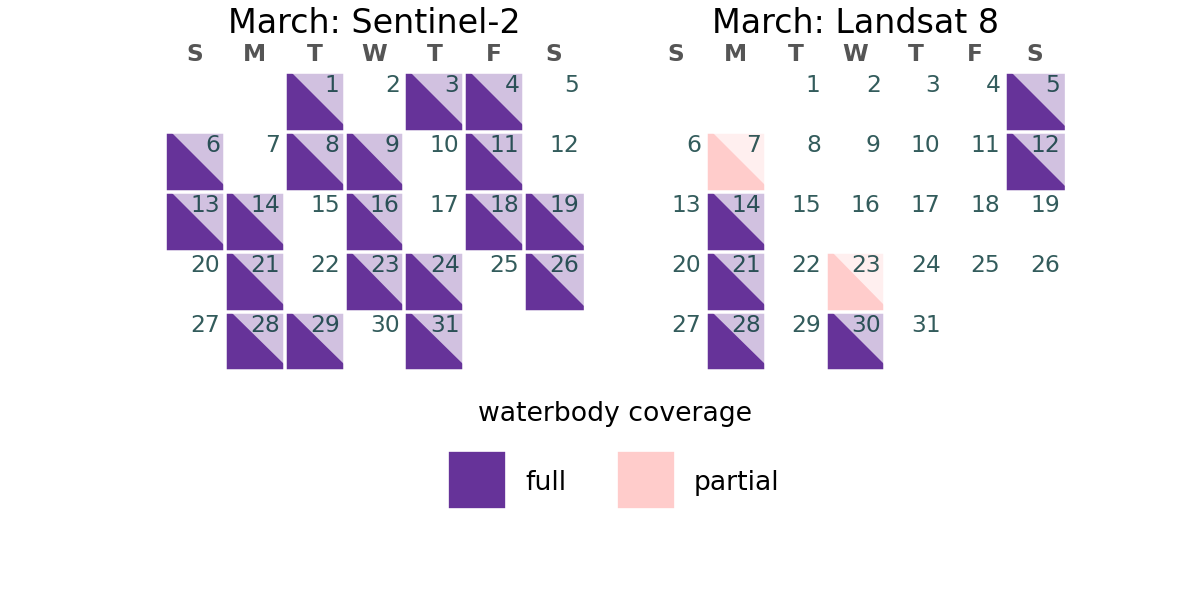 March: Sentinel-2
S M T W T F S
1 2 3 4 5
6 7 8 9 10 11 12
13 14 15 16 17 18 19
20 21 22 23 24 25 26
27 28 29 30 31
March: Landsat 8
S M T W T F S
1 2 3 4 5
6 7 8 9 10 11 12
13 14 15 16 17 18 19
20 21 22 23 24 25 26
27 28 29 30 31
waterbody coverage
full
partial